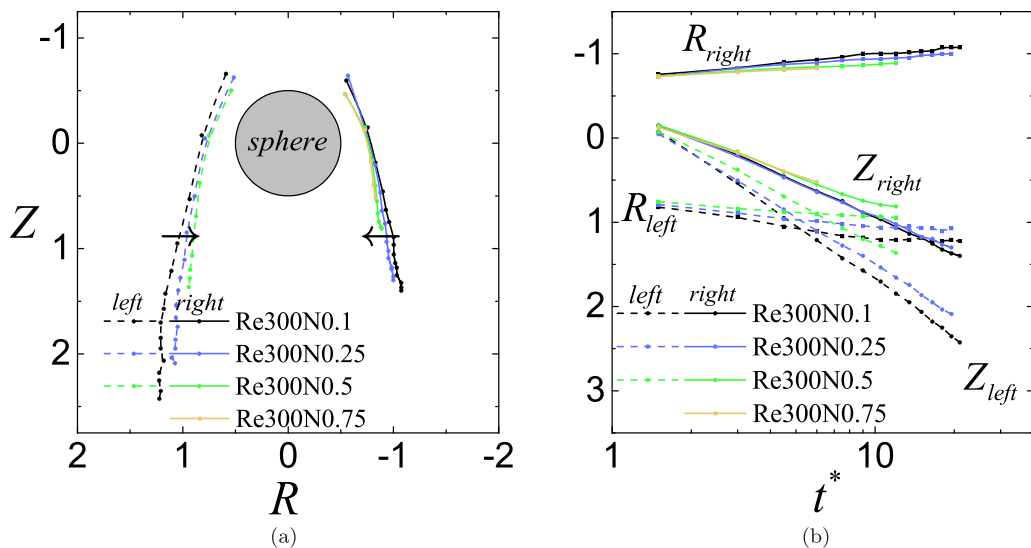 -1
0
1
2
Z
sphere
left right
Re300N0.1
Re300N0.25
Re300N0.5
Re300N0.75
2 1 0 -1 -2
R
(a)
-1
0
1
2
3
R_right
Z_right
R_left
left right
Re300N0.1
Re300N0.25
Re300N0.5
Re300N0.75
Z_left
1 10
t*
(b)